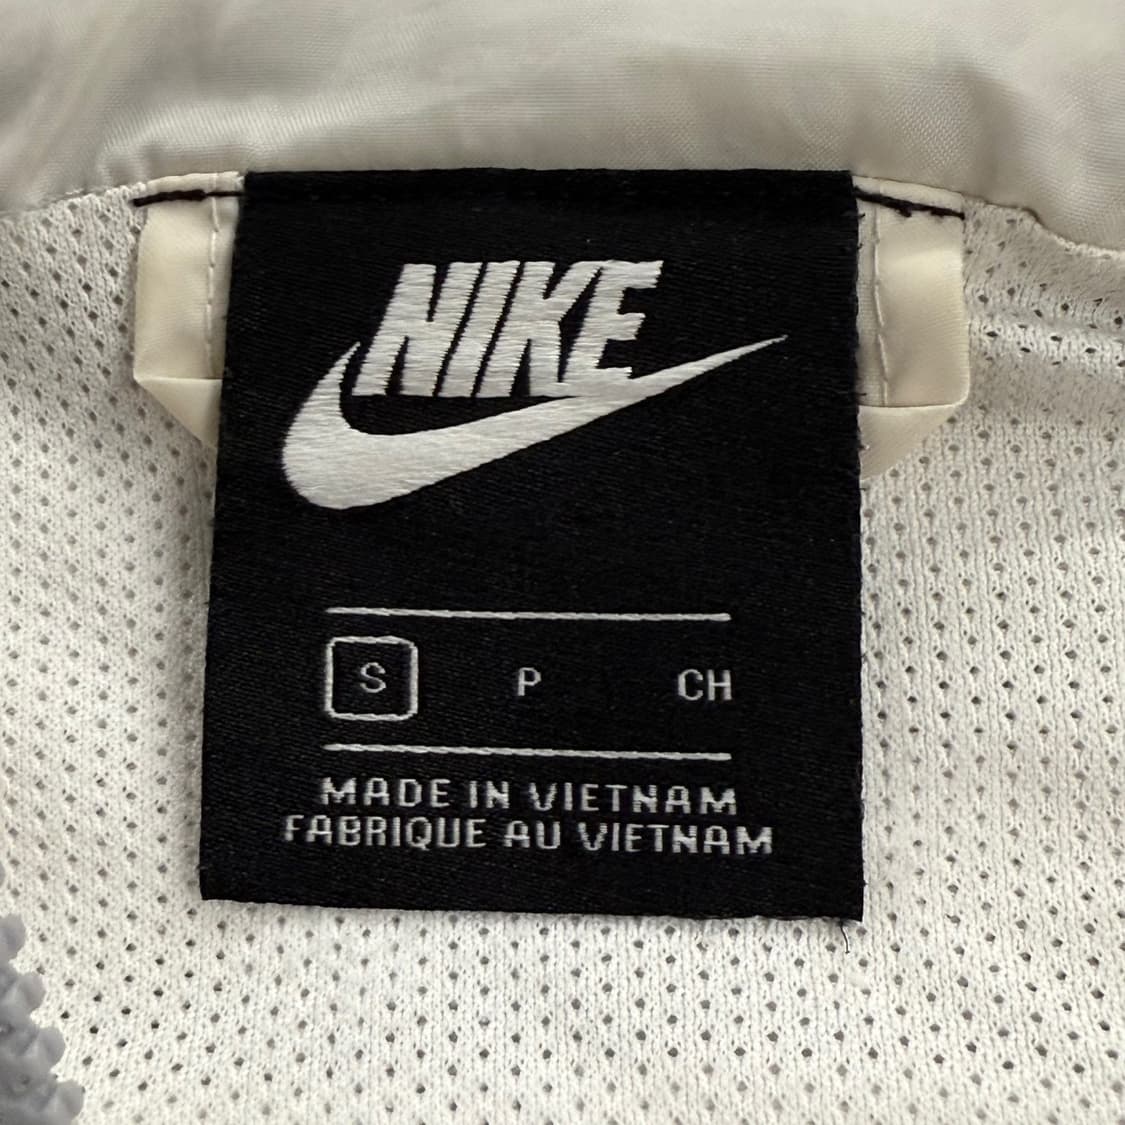 NIKE
S P CH
MADE IN VIETNAM
FABRIQUE AU VIETNAM